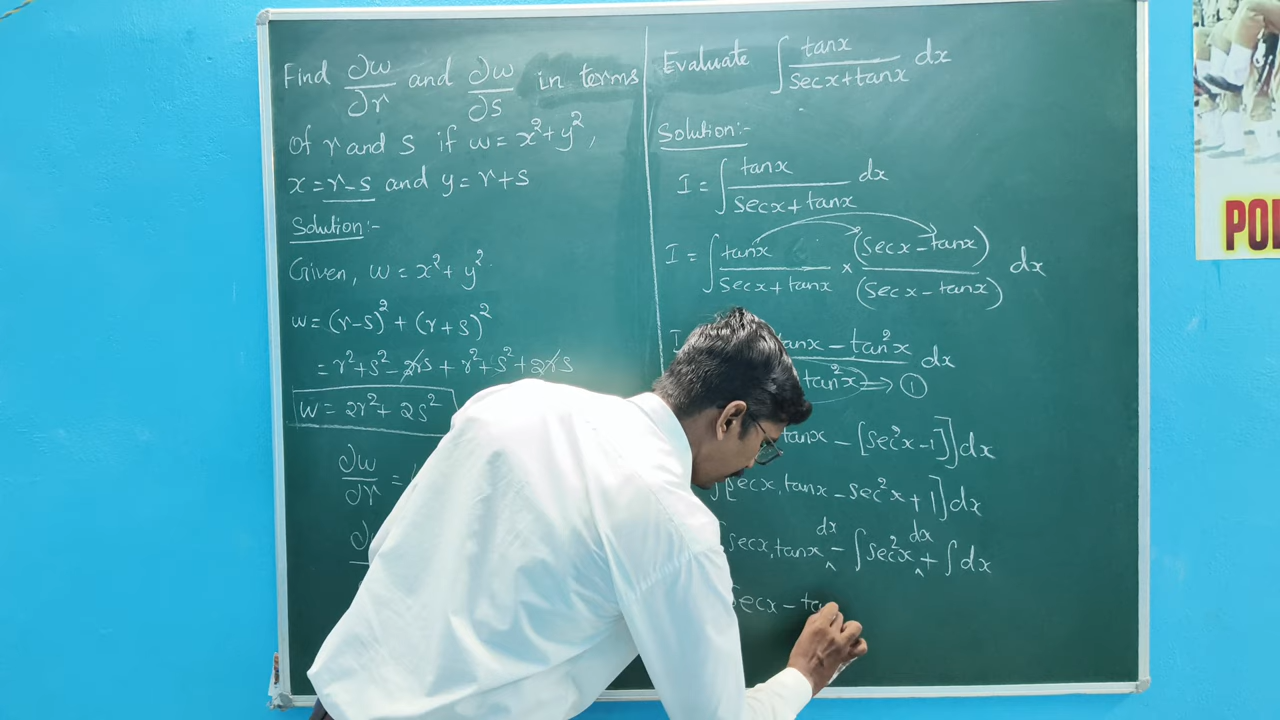 Find ∂w/∂r and ∂w/∂s in terms
of r and s if w = x²+y²,
x = r-s and y = r+s
Solution:-
Given, w = x²+y²
w = (r-s)² + (r+s)²
= r²+s²-2rs + r²+s²+2rs
w = 2r²+2s²
∂w/∂r =
Evaluate ∫ tanx/(secx+tanx) dx
Solution:-
I = ∫ tanx/(secx+tanx) dx
I = ∫ tanx/(secx+tanx) × (secx-tanx)/(secx-tanx) dx
I
tanx - tan²x dx
tan²x ⇒ ①
tanx - [sec²x-1]]dx
∫[secx.tanx - sec²x + 1]dx
secx.tanx dx - ∫sec²x dx + ∫dx
secx - ta
POL